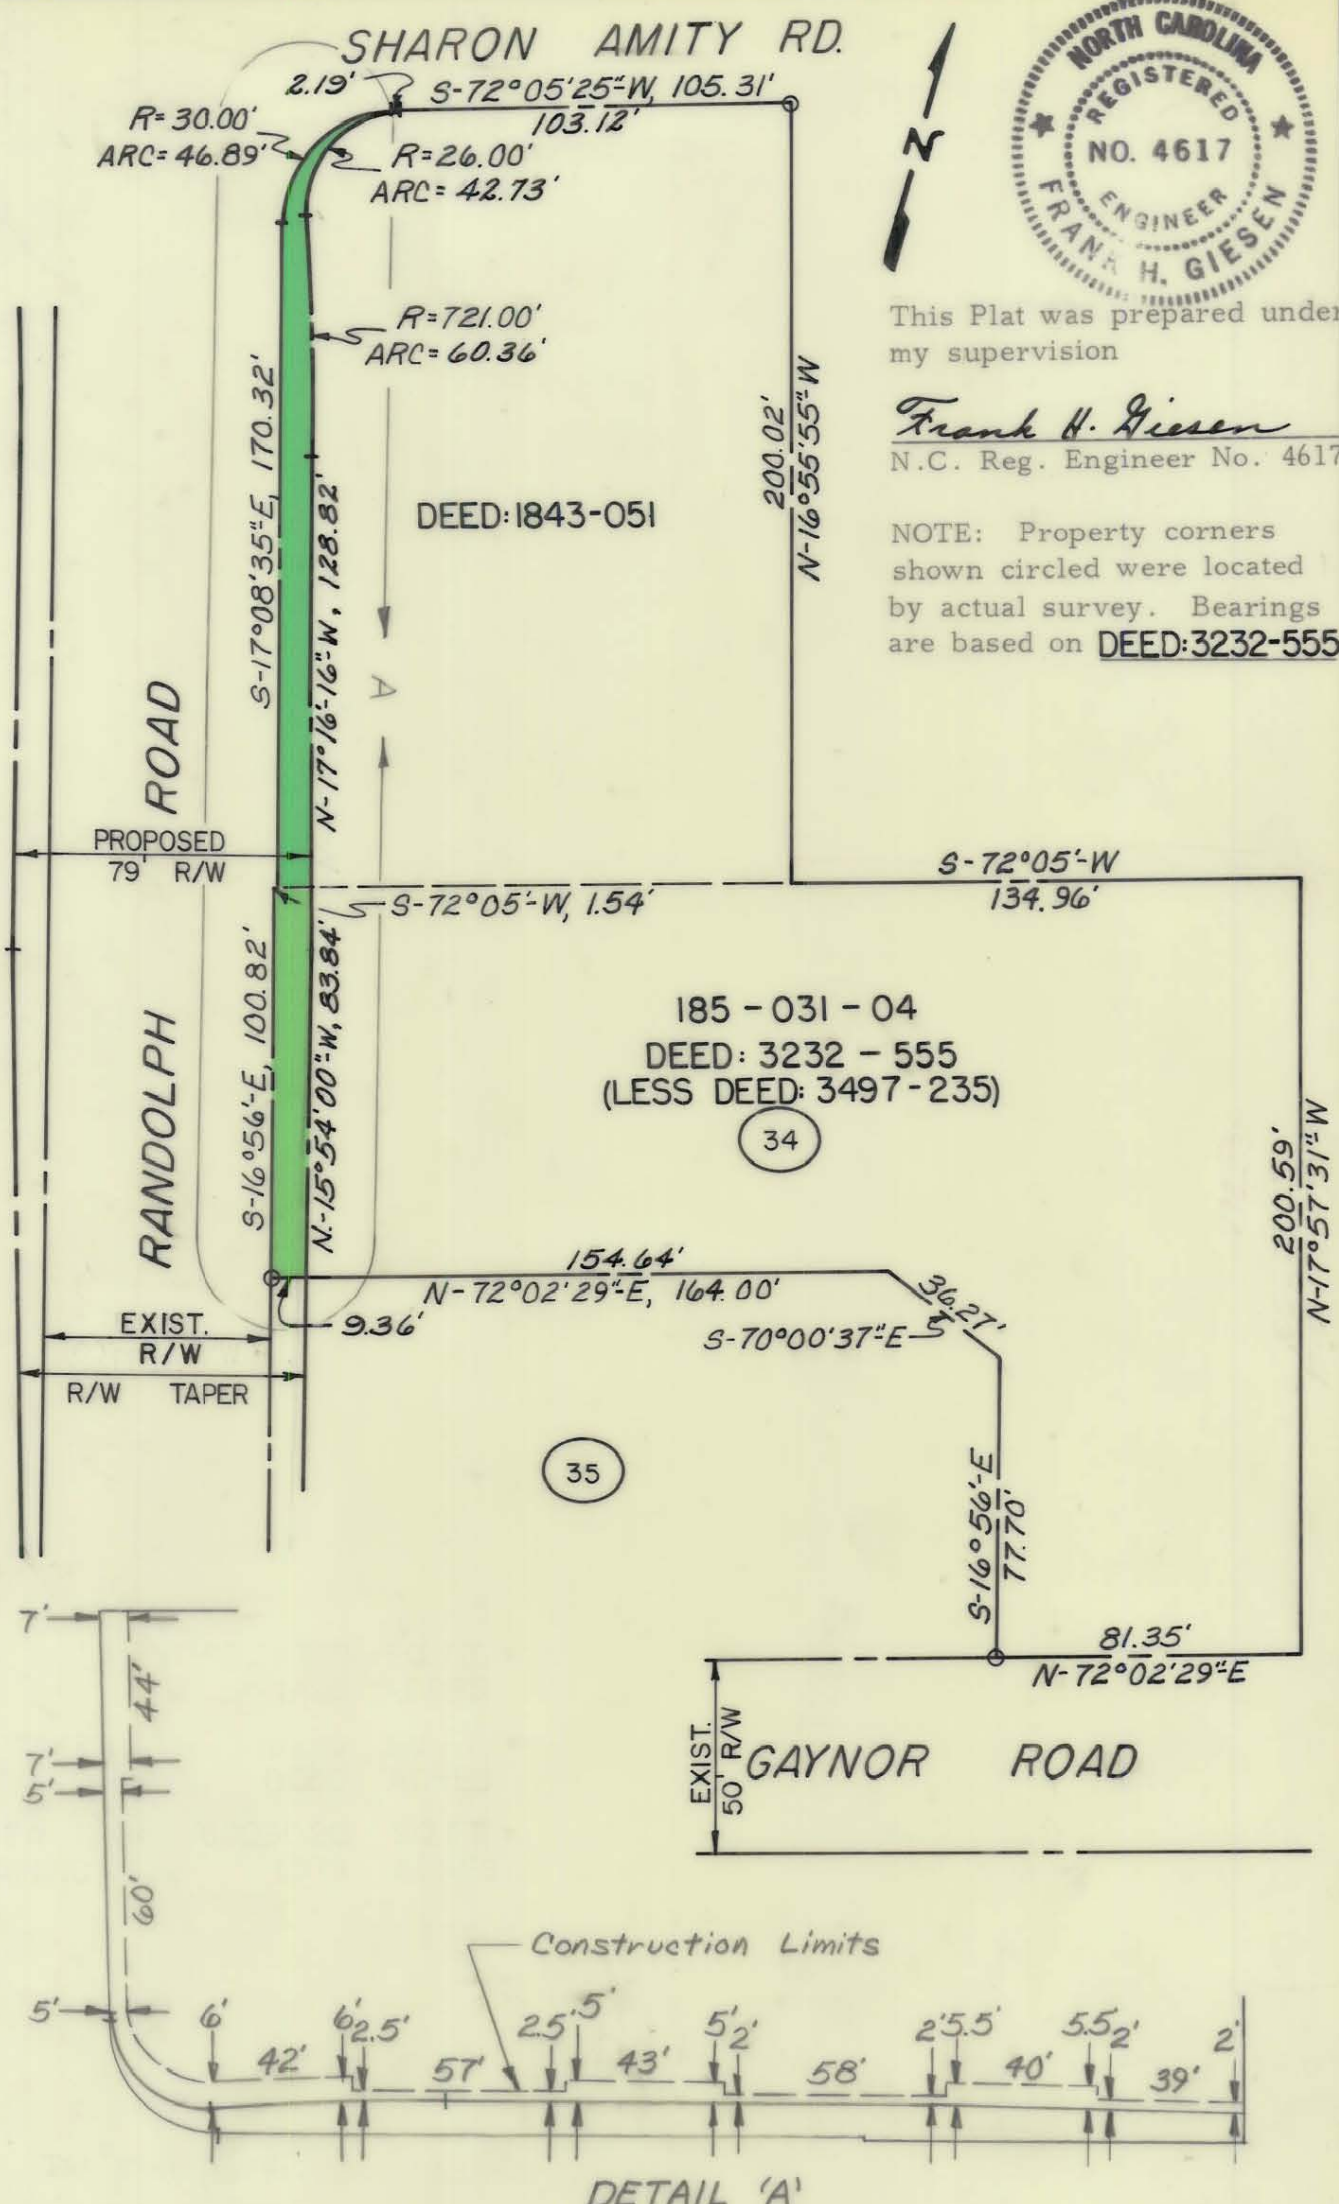 SHARON AMITY RD.
2.19'
S-72°05'25"-W, 105.31'
103.12'
R=30.00'
ARC=46.89'
R=26.00'
ARC=42.73'
N
NORTH CAROLINA
REGISTERED
NO. 4617
ENGINEER
FRANK H. GIESEN
This Plat was prepared under
my supervision
Frank H. Giesen
N.C. Reg. Engineer No. 4617
NOTE: Property corners
shown circled were located
by actual survey. Bearings
are based on DEED:3232-555
R=721.00'
ARC=60.36'
S-17°08'35"-E, 170.32'
N-17°16'-16"-W, 128.82'
DEED:1843-051
200.02'
N-16°55'55"-W
A
RANDOLPH ROAD
PROPOSED
79' R/W
S-72°05'-W, 1.54'
S-72°05'-W
134.96'
S-16°56'-E, 100.82'
N.-15°54'00"-W, 83.84'
185-031-04
DEED: 3232-555
(LESS DEED: 3497-235)
34
200.59'
N-17°57'31"-W
154.64'
N-72°02'29"-E, 164.00'
9.36'
36.27'
S-70°00'37"-E
EXIST.
R/W
R/W TAPER
35
S-16°56'-E
77.70'
81.35'
N-72°02'29"-E
EXIST.
50' R/W
GAYNOR ROAD
7'
44'
7'
5'
60'
5'
Construction Limits
6'
42'
6'
2.5'
57'
2.5'
5'
43'
5'
2'
58'
2'
5.5'
40'
5.5
2'
39'
2'
DETAIL 'A'